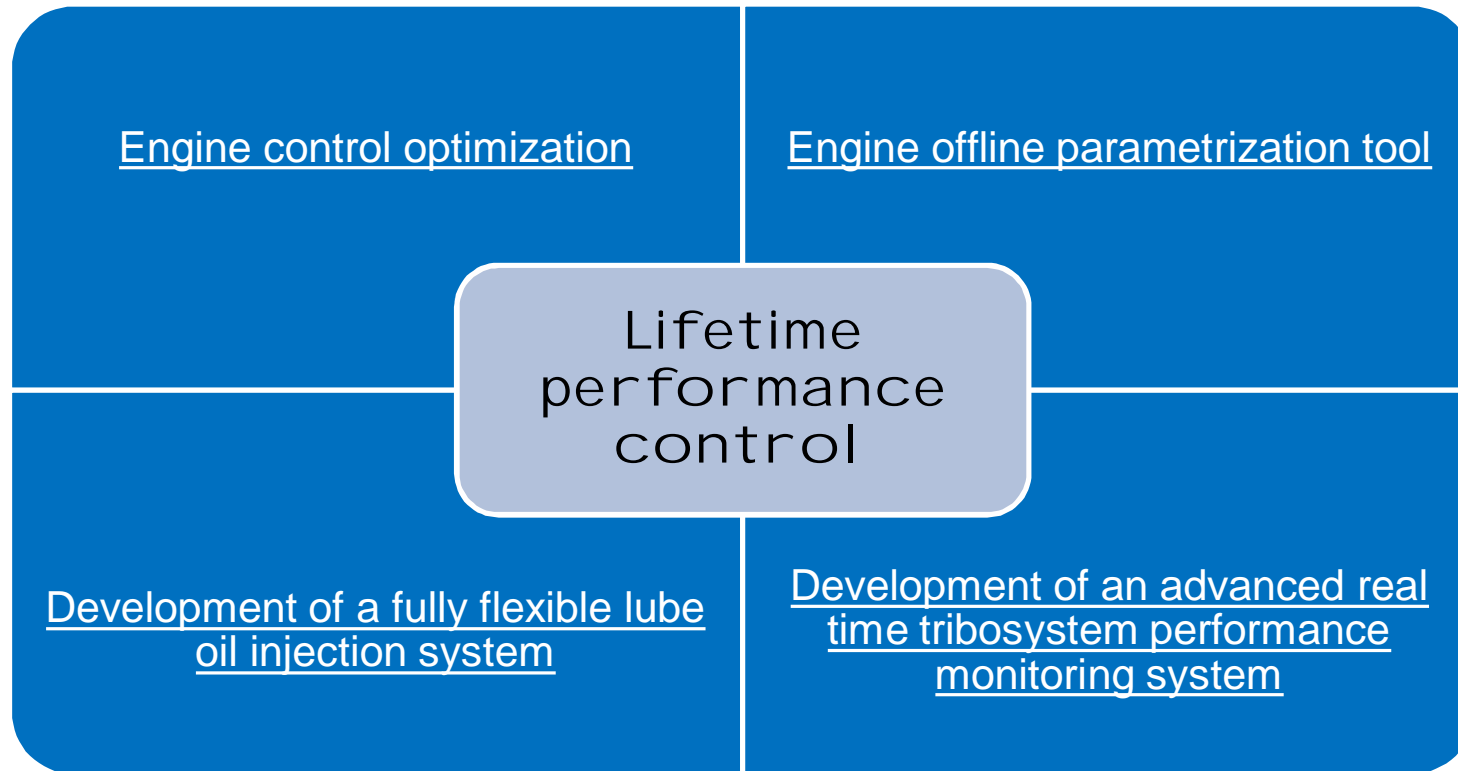 Engine control optimization
Engine offline parametrization tool
Lifetime
performance
control
Development of a fully flexible lube
oil injection system
Development of an advanced real
time tribosystem performance
monitoring system